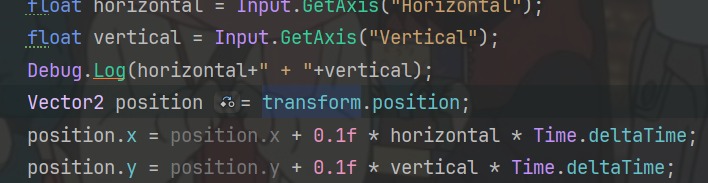 float horizontal = Input.GetAxis("Horizontal");
float vertical = Input.GetAxis("Vertical");
Debug.Log(horizontal+" + "+vertical);
Vector2 position = transform.position;
position.x = position.x + 0.1f * horizontal * Time.deltaTime;
position.y = position.y + 0.1f * vertical * Time.deltaTime;